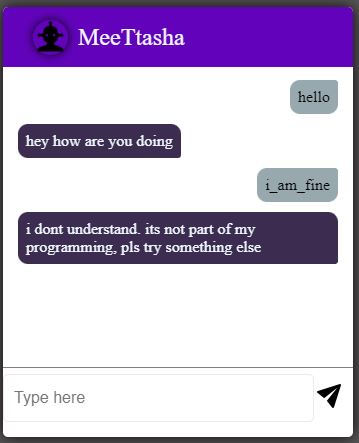 MeeTtasha
hello
hey how are you doing
i_am_fine
i dont understand. its not part of my
programming, pls try something else
Type here